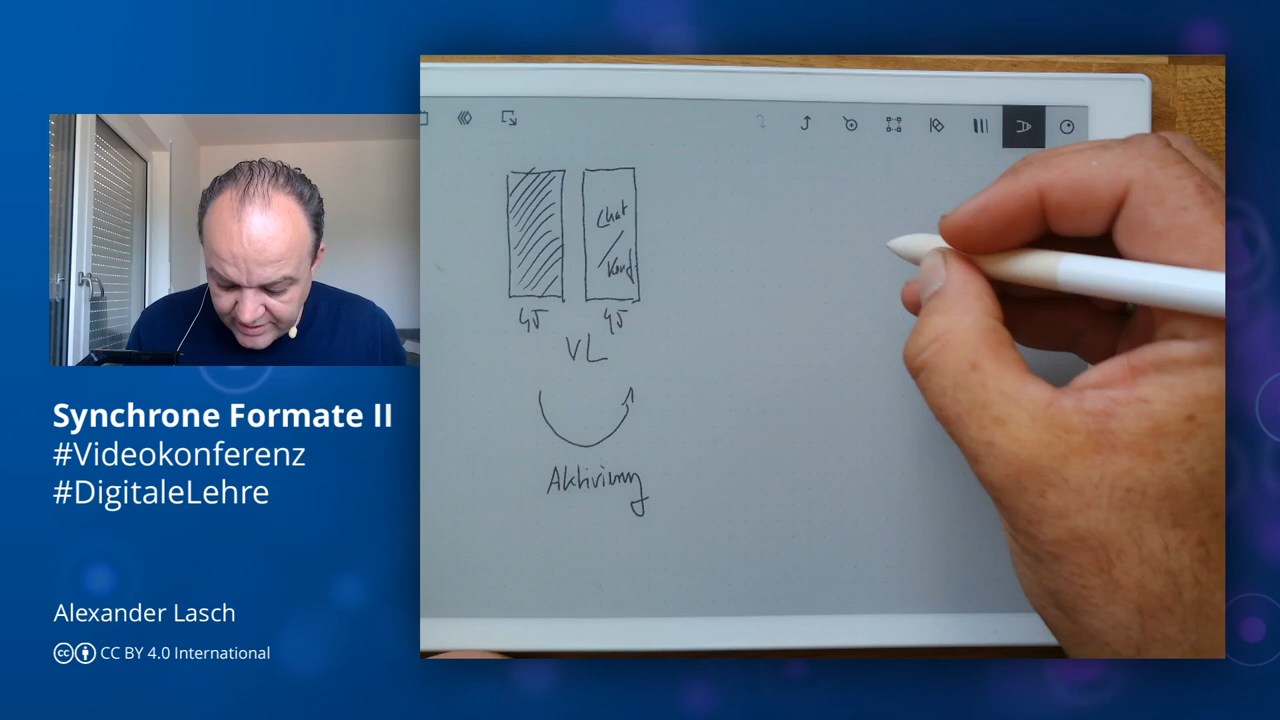 Synchrone Formate II
#Videokonferenz
#DigitaleLehre
Alexander Lasch
CC BY 4.0 International
Chat
/
Konf
45 45
VL
Aktivierung